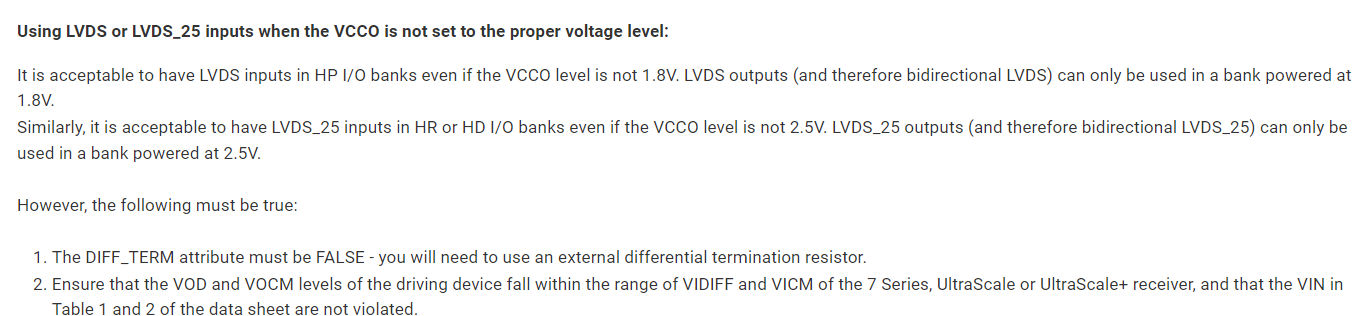 Using LVDS or LVDS_25 inputs when the VCCO is not set to the proper voltage level:
It is acceptable to have LVDS inputs in HP I/O banks even if the VCCO level is not 1.8V. LVDS outputs (and therefore bidirectional LVDS) can only be used in a bank powered at
1.8V.
Similarly, it is acceptable to have LVDS_25 inputs in HR or HD I/O banks even if the VCCO level is not 2.5V. LVDS_25 outputs (and therefore bidirectional LVDS_25) can only be
used in a bank powered at 2.5V.
However, the following must be true:
1. The DIFF_TERM attribute must be FALSE - you will need to use an external differential termination resistor.
2. Ensure that the VOD and VOCM levels of the driving device fall within the range of VIDIFF and VICM of the 7 Series, UltraScale or UltraScale+ receiver, and that the VIN in
Table 1 and 2 of the data sheet are not violated.